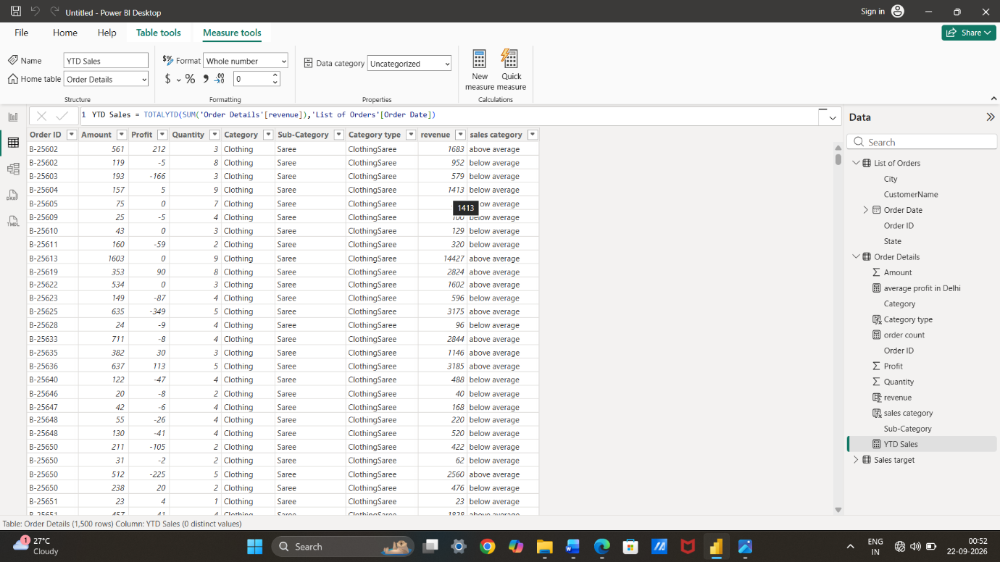 Untitled - Power BI Desktop
Sign in
File Home Help Table tools Measure tools
Share
Name YTD Sales
Format Whole number
Data category Uncategorized
New measure
Quick measure
Home table Order Details
$ % 0
Structure Formatting Properties Calculations
1 YTD Sales = TOTALYTD(SUM('Order Details'[revenue]),'List of Orders'[Order Date])
Order ID Amount Profit Quantity Category Sub-Category Category type revenue sales category
B-25602 561 212 3 Clothing Saree ClothingSaree 1683 above average
B-25602 119 -5 8 Clothing Saree ClothingSaree 952 below average
B-25603 193 -166 3 Clothing Saree ClothingSaree 579 below average
B-25604 157 5 9 Clothing Saree ClothingSaree 1413 below average
B-25605 75 0 7 Clothing Saree ClothingSaree ow average
1413
B-25609 25 -5 4 Clothing Saree ClothingSaree 100 below average
B-25610 43 0 3 Clothing Saree ClothingSaree 129 below average
B-25611 160 -59 2 Clothing Saree ClothingSaree 320 below average
B-25613 1603 0 9 Clothing Saree ClothingSaree 14427 above average
B-25619 353 90 8 Clothing Saree ClothingSaree 2824 above average
B-25622 534 0 3 Clothing Saree ClothingSaree 1602 above average
B-25623 149 -87 4 Clothing Saree ClothingSaree 596 below average
B-25625 635 -349 5 Clothing Saree ClothingSaree 3175 above average
B-25628 24 -9 4 Clothing Saree ClothingSaree 96 below average
B-25633 711 -8 4 Clothing Saree ClothingSaree 2844 above average
B-25635 382 30 3 Clothing Saree ClothingSaree 1146 above average
B-25636 637 113 5 Clothing Saree ClothingSaree 3185 above average
B-25640 122 -47 4 Clothing Saree ClothingSaree 488 below average
B-25646 20 -8 2 Clothing Saree ClothingSaree 40 below average
B-25647 42 -6 4 Clothing Saree ClothingSaree 168 below average
B-25648 55 -26 4 Clothing Saree ClothingSaree 220 below average
B-25648 130 -41 4 Clothing Saree ClothingSaree 520 below average
B-25650 211 -105 2 Clothing Saree ClothingSaree 422 below average
B-25650 31 -2 2 Clothing Saree ClothingSaree 62 below average
B-25650 512 -225 5 Clothing Saree ClothingSaree 2560 above average
B-25650 238 20 2 Clothing Saree ClothingSaree 476 below average
B-25651 23 4 1 Clothing Saree ClothingSaree 23 below average
B-25651 457 41 4 Clothing Saree ClothingSaree 1828 above average
Data
Search
List of Orders
City
CustomerName
Order Date
Order ID
State
Order Details
Amount
average profit in Delhi
Category
Category type
order count
Order ID
Profit
Quantity
revenue
sales category
Sub-Category
YTD Sales
Sales target
DAX
TMDL
Table: Order Details (1,500 rows) Column: YTD Sales (0 distinct values)
1
27°C
Cloudy
Search
ENG
IN
00:52
22-09-2026